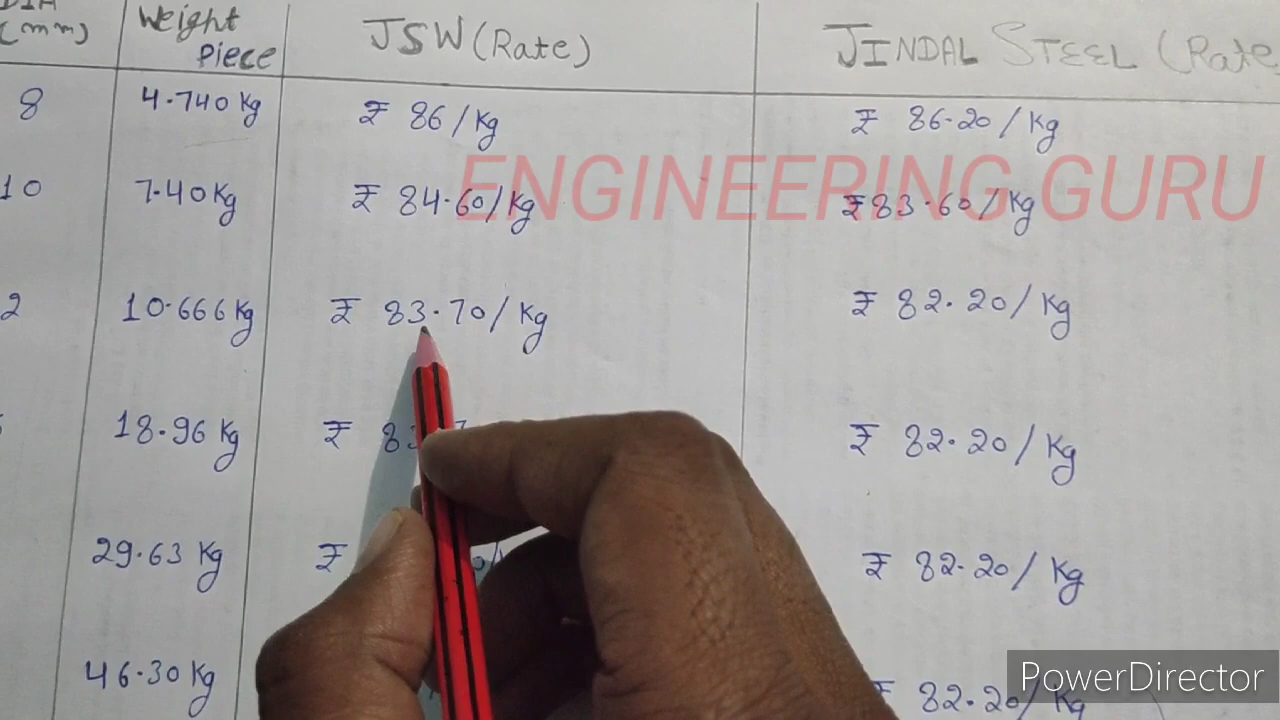 DIA
(mm)
Weight
Piece
JSW (Rate)
JINDAL STEEL (Rate
8
4.740 Kg
₹ 86/Kg
₹ 86.20/Kg
10
7.40 Kg
₹ 84.60/Kg
₹ 83.60/Kg
ENGINEERING GURU
2
10.666 Kg
₹ 83.70/Kg
₹ 82.20/Kg
18.96 Kg
₹ 83
₹ 82.20/Kg
29.63 Kg
₹
₹ 82.20/Kg
46.30 Kg
₹ 82.20/Kg
PowerDirector